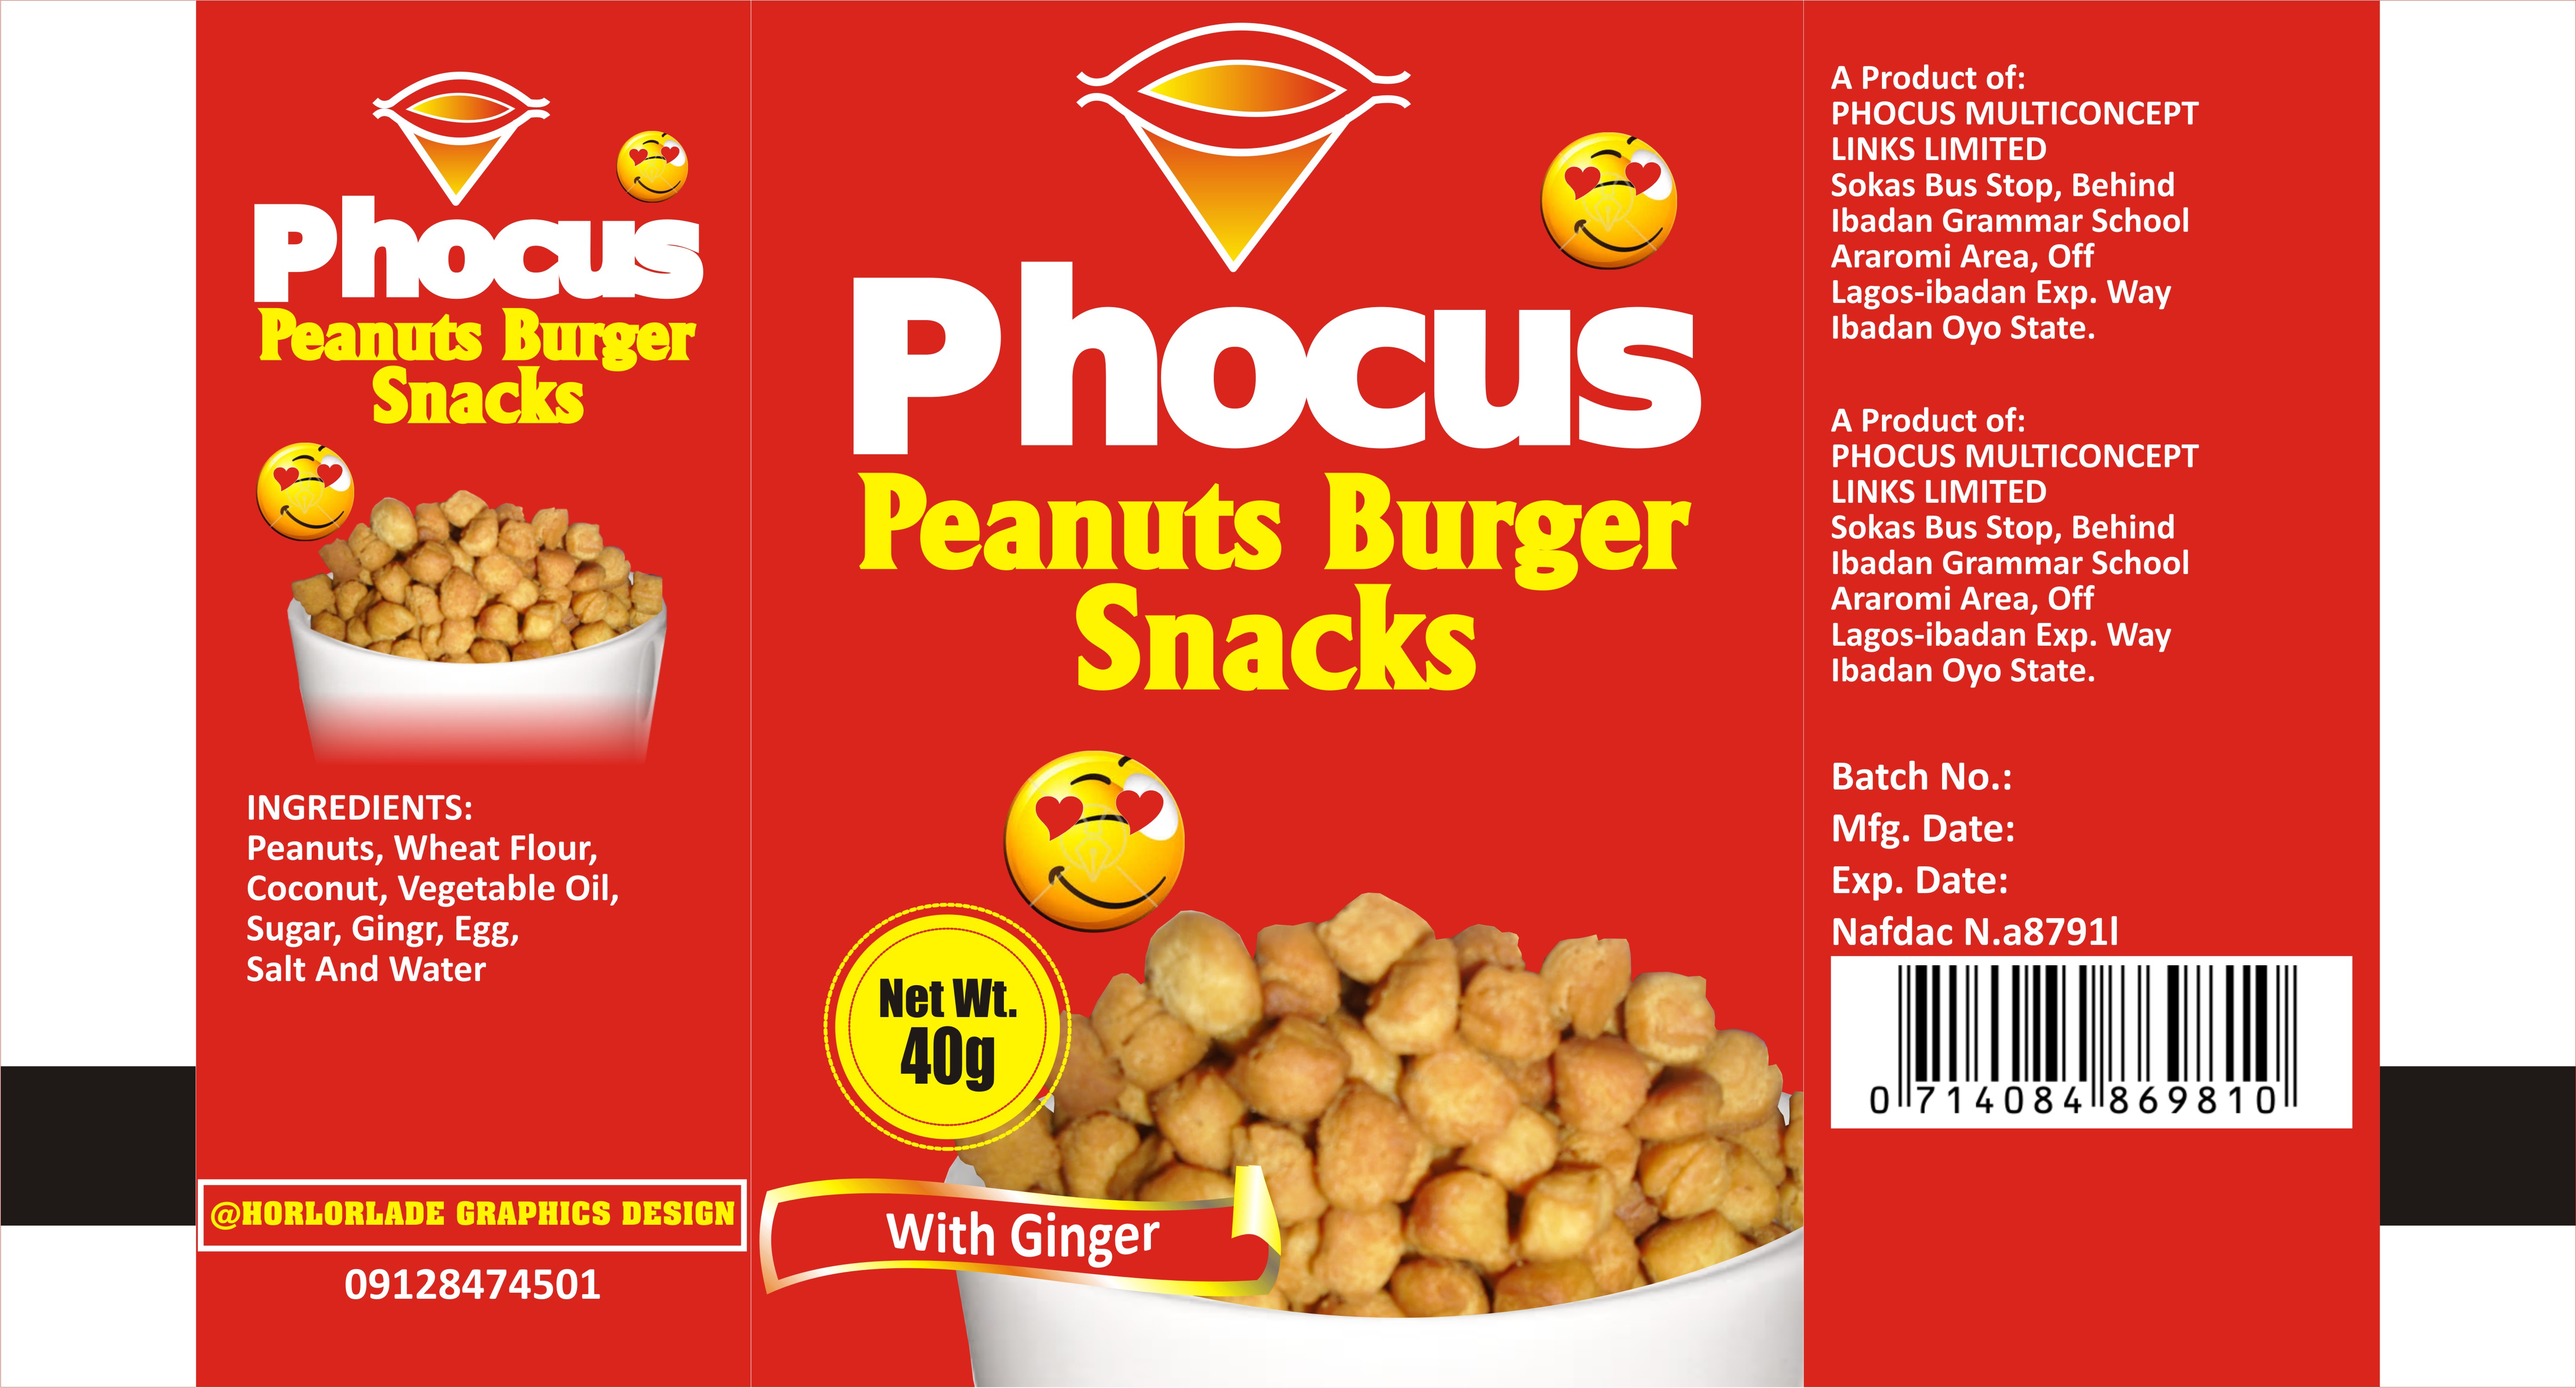 Phocus
Peanuts Burger
Snacks
INGREDIENTS:
Peanuts, Wheat Flour,
Coconut, Vegetable Oil,
Sugar, Gingr, Egg,
Salt And Water
@HORLORLADE GRAPHICS DESIGN
09128474501
Phocus
Peanuts Burger
Snacks
Net Wt.
40g
With Ginger
A Product of:
PHOCUS MULTICONCEPT
LINKS LIMITED
Sokas Bus Stop, Behind
Ibadan Grammar School
Araromi Area, Off
Lagos-ibadan Exp. Way
Ibadan Oyo State.
A Product of:
PHOCUS MULTICONCEPT
LINKS LIMITED
Sokas Bus Stop, Behind
Ibadan Grammar School
Araromi Area, Off
Lagos-ibadan Exp. Way
Ibadan Oyo State.
Batch No.:
Mfg. Date:
Exp. Date:
Nafdac N.a8791l
0 714084 869810